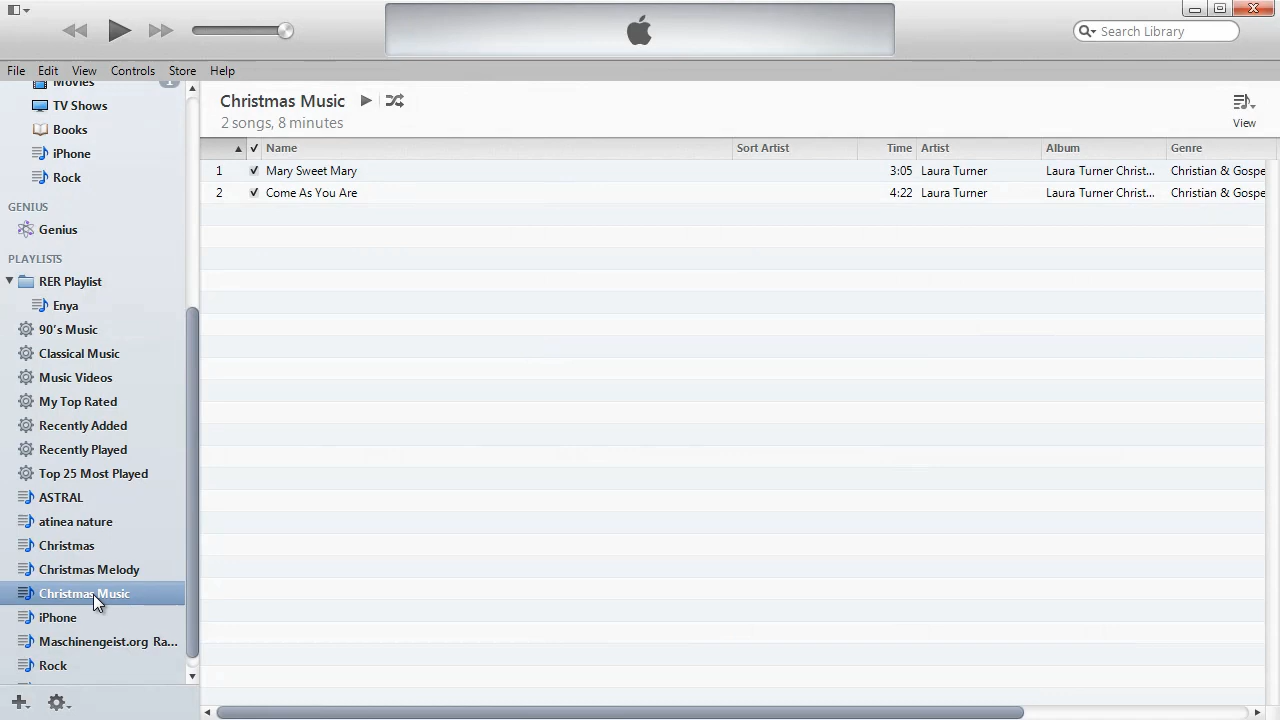 Search Library
File Edit View Controls Store Help
Movies 1
TV Shows
Books
iPhone
Rock
GENIUS
Genius
PLAYLISTS
RER Playlist
Enya
90's Music
Classical Music
Music Videos
My Top Rated
Recently Added
Recently Played
Top 25 Most Played
ASTRAL
atinea nature
Christmas
Christmas Melody
Christmas Music
iPhone
Maschinengeist.org Ra...
Rock
Christmas Music
2 songs, 8 minutes
View
Name Sort Artist Time Artist Album Genre
1 Mary Sweet Mary 3:05 Laura Turner Laura Turner Christ... Christian & Gospe
2 Come As You Are 4:22 Laura Turner Laura Turner Christ... Christian & Gospe